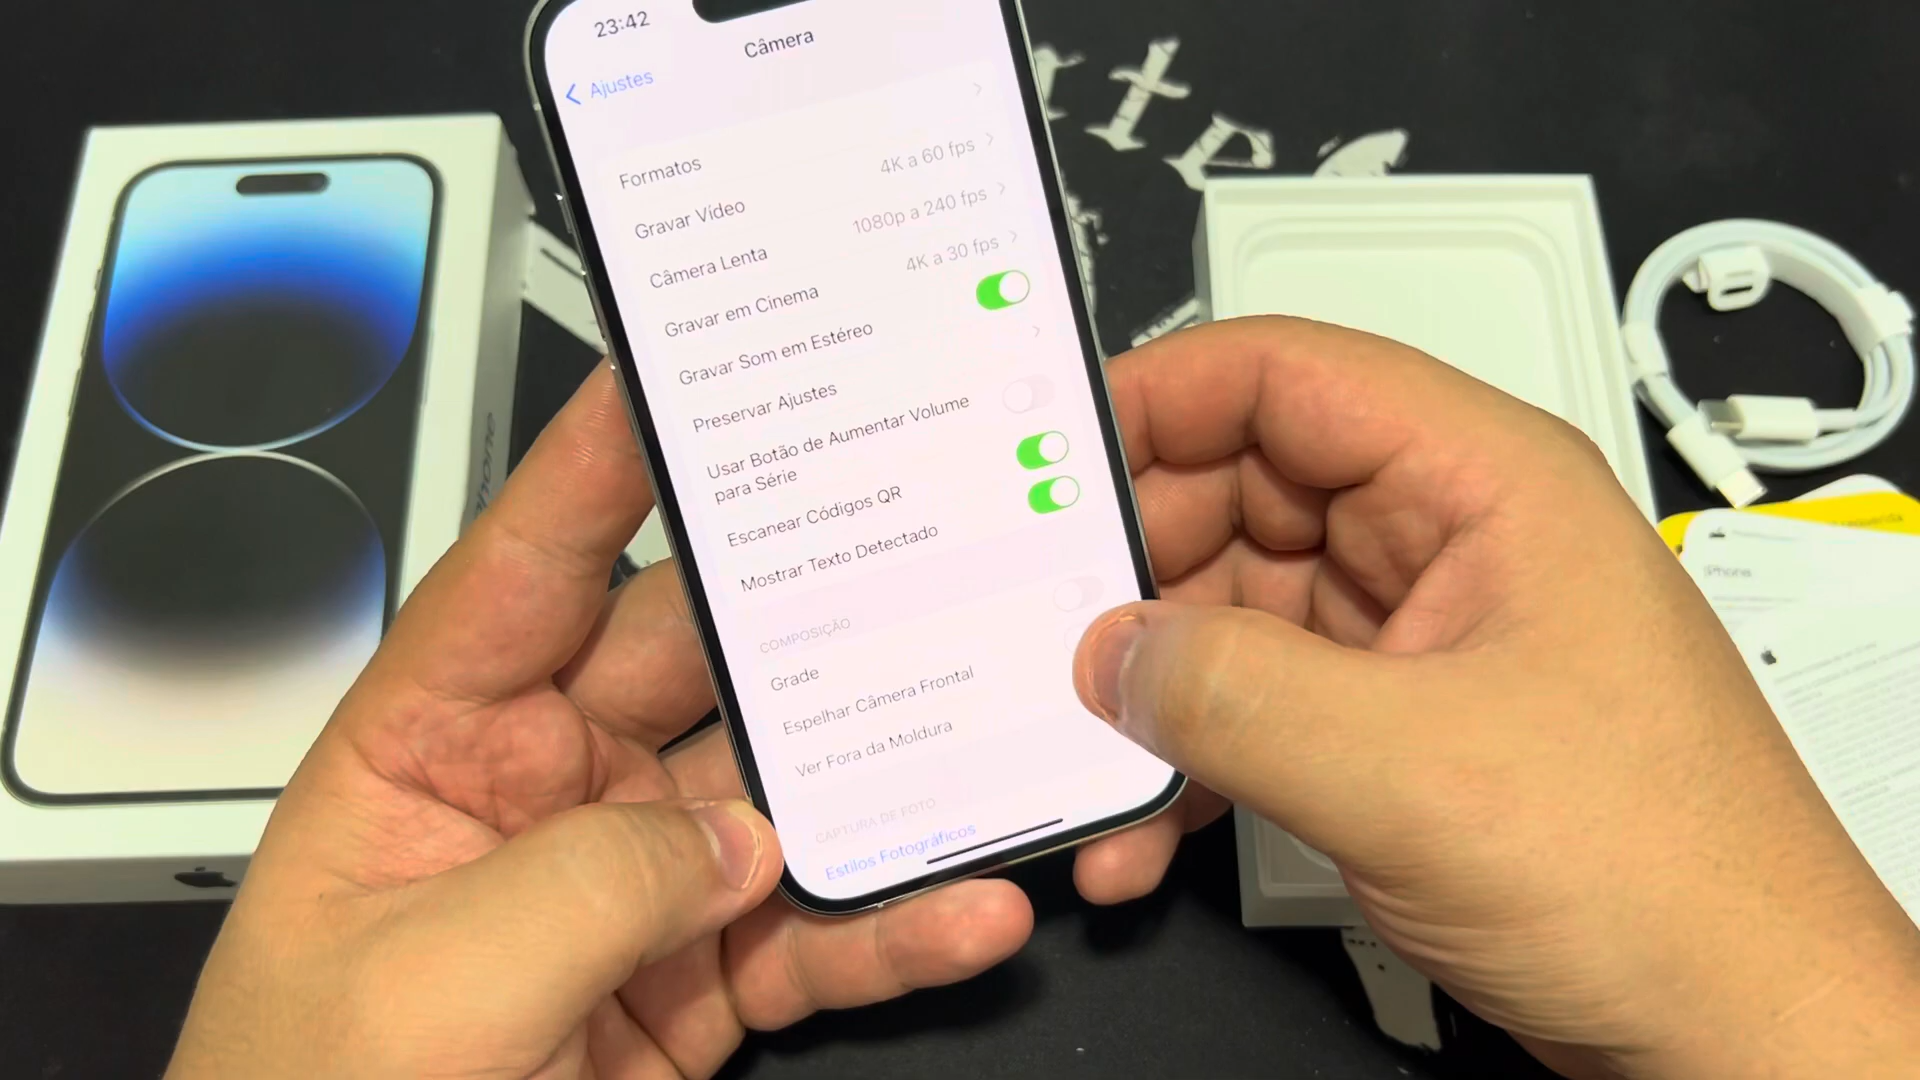 23:42
Câmera
Ajustes
Formatos
Gravar Vídeo 4K a 60 fps
Câmera Lenta 1080p a 240 fps
Gravar em Cinema 4K a 30 fps
Gravar Som em Estéreo
Preservar Ajustes
Usar Botão de Aumentar Volume
para Série
Escanear Códigos QR
Mostrar Texto Detectado
COMPOSIÇÃO
Grade
Espelhar Câmera Frontal
Ver Fora da Moldura
CAPTURA DE FOTO
Estilos Fotográficos
iPhone
iPhone